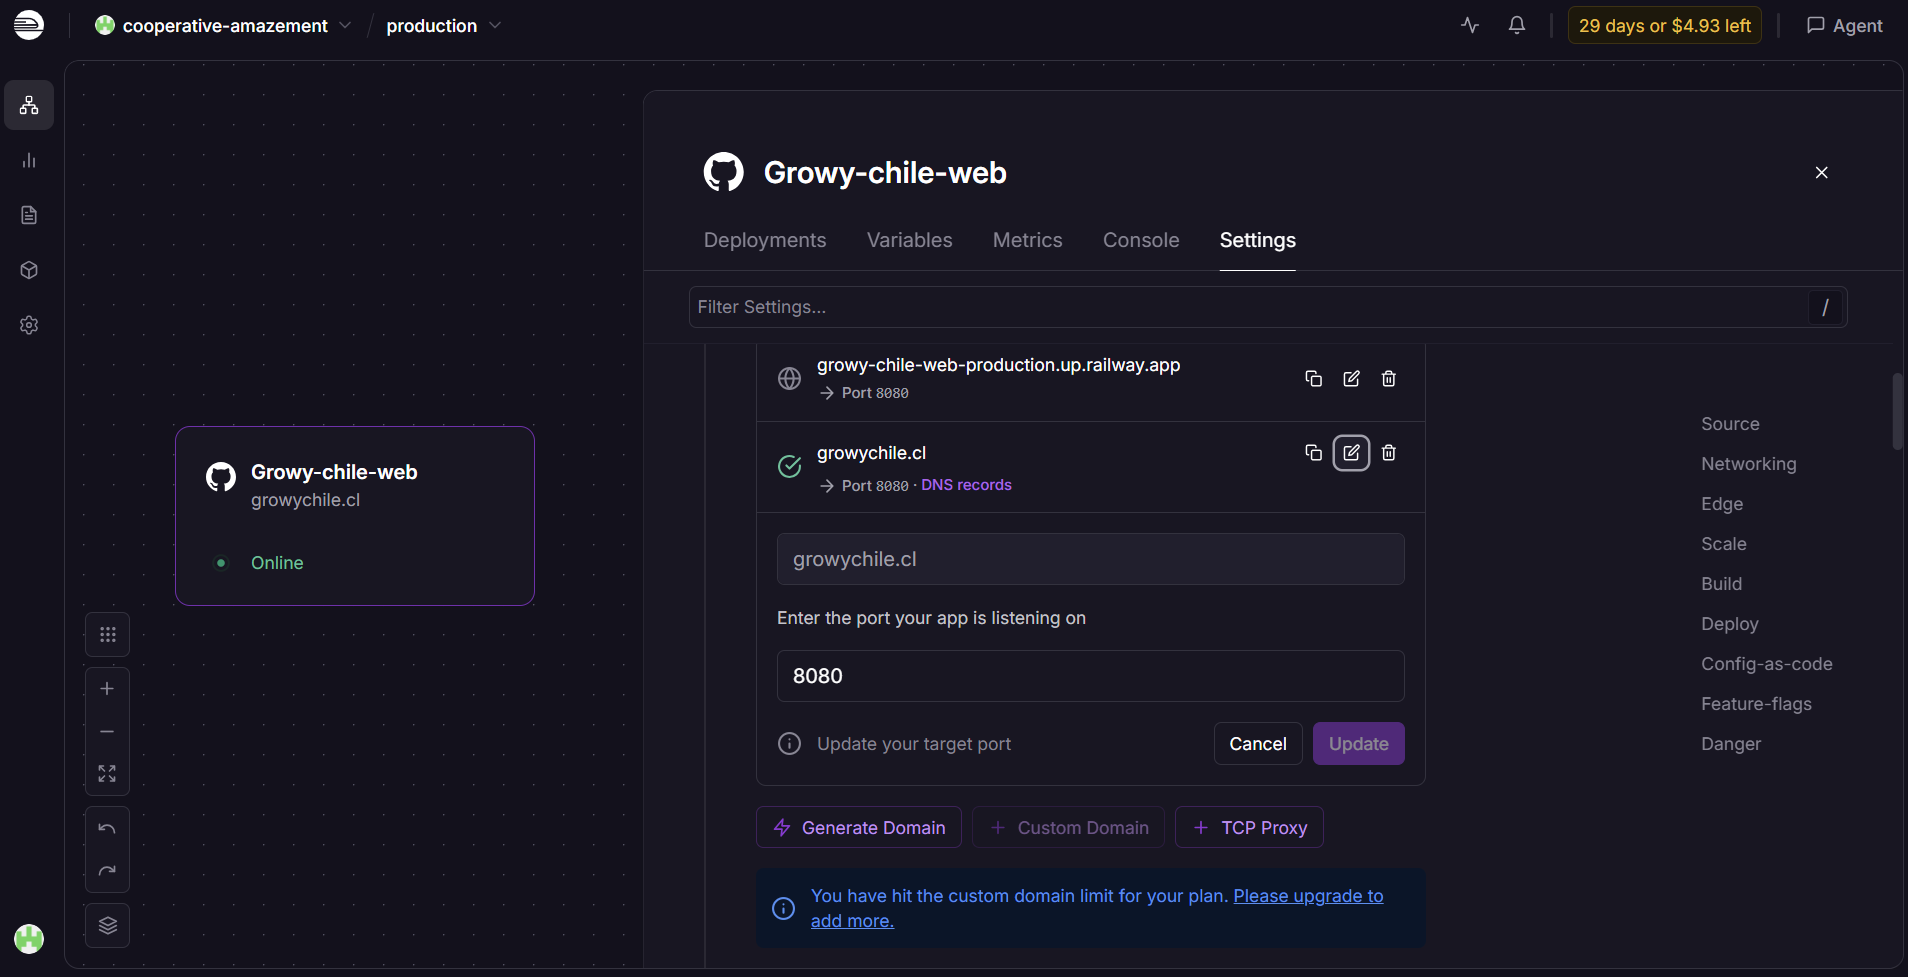 cooperative-amazement / production
29 days or $4.93 left
Agent
Growy-chile-web
growychile.cl
Online
Growy-chile-web
Deployments Variables Metrics Console Settings
Filter Settings...
/
growy-chile-web-production.up.railway.app
Port 8080
growychile.cl
Port 8080 · DNS records
growychile.cl
Enter the port your app is listening on
8080
Update your target port
Cancel
Update
Generate Domain
Custom Domain
TCP Proxy
You have hit the custom domain limit for your plan. Please upgrade to
add more.
Source
Networking
Edge
Scale
Build
Deploy
Config-as-code
Feature-flags
Danger